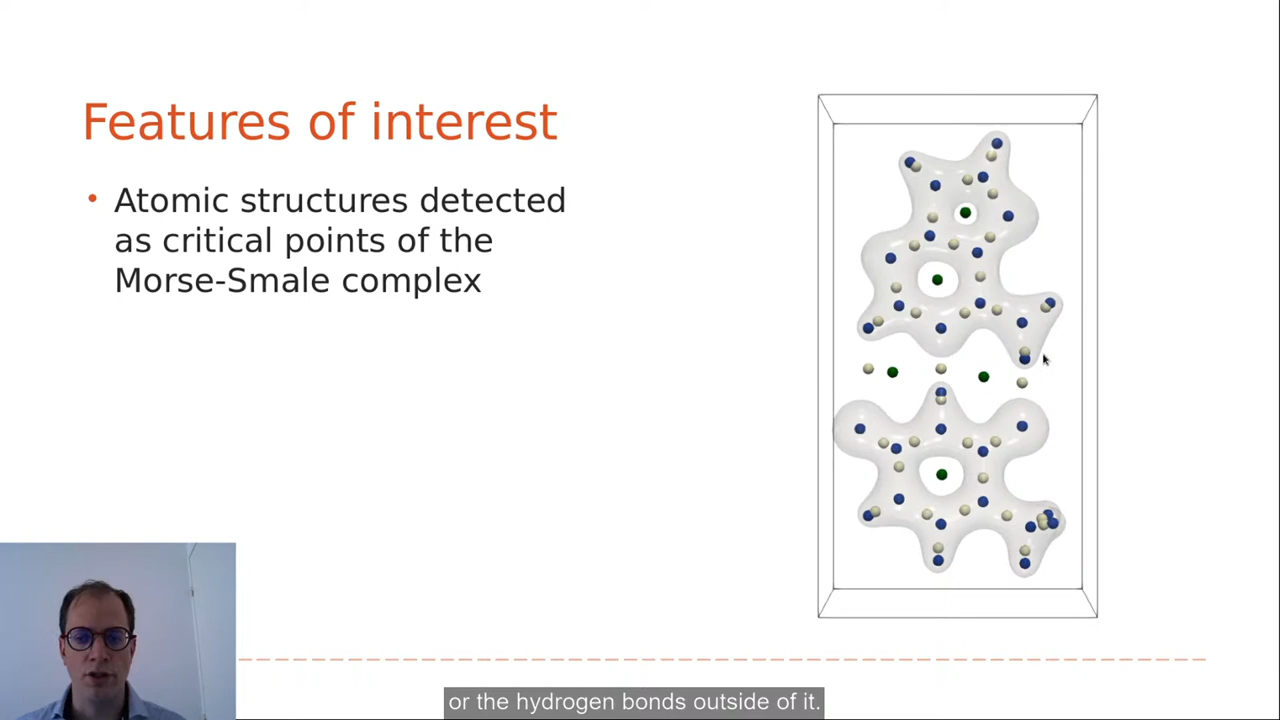 Features of interest
• Atomic structures detected
as critical points of the
Morse-Smale complex
or the hydrogen bonds outside of it.